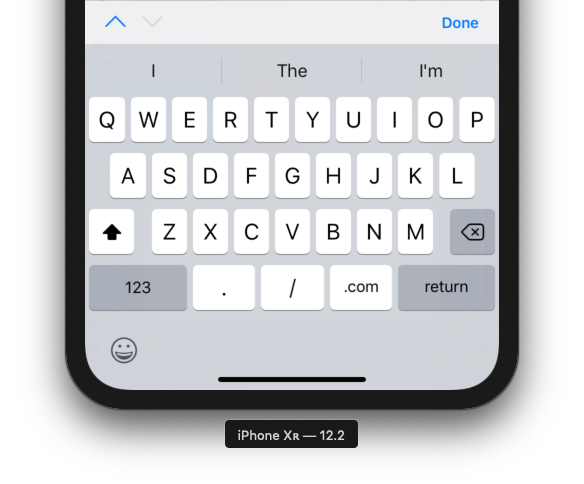 Done
I The I'm
Q W E R T Y U I O P
A S D F G H J K L
Z X C V B N M
123 . / .com return
iPhone Xʀ — 12.2